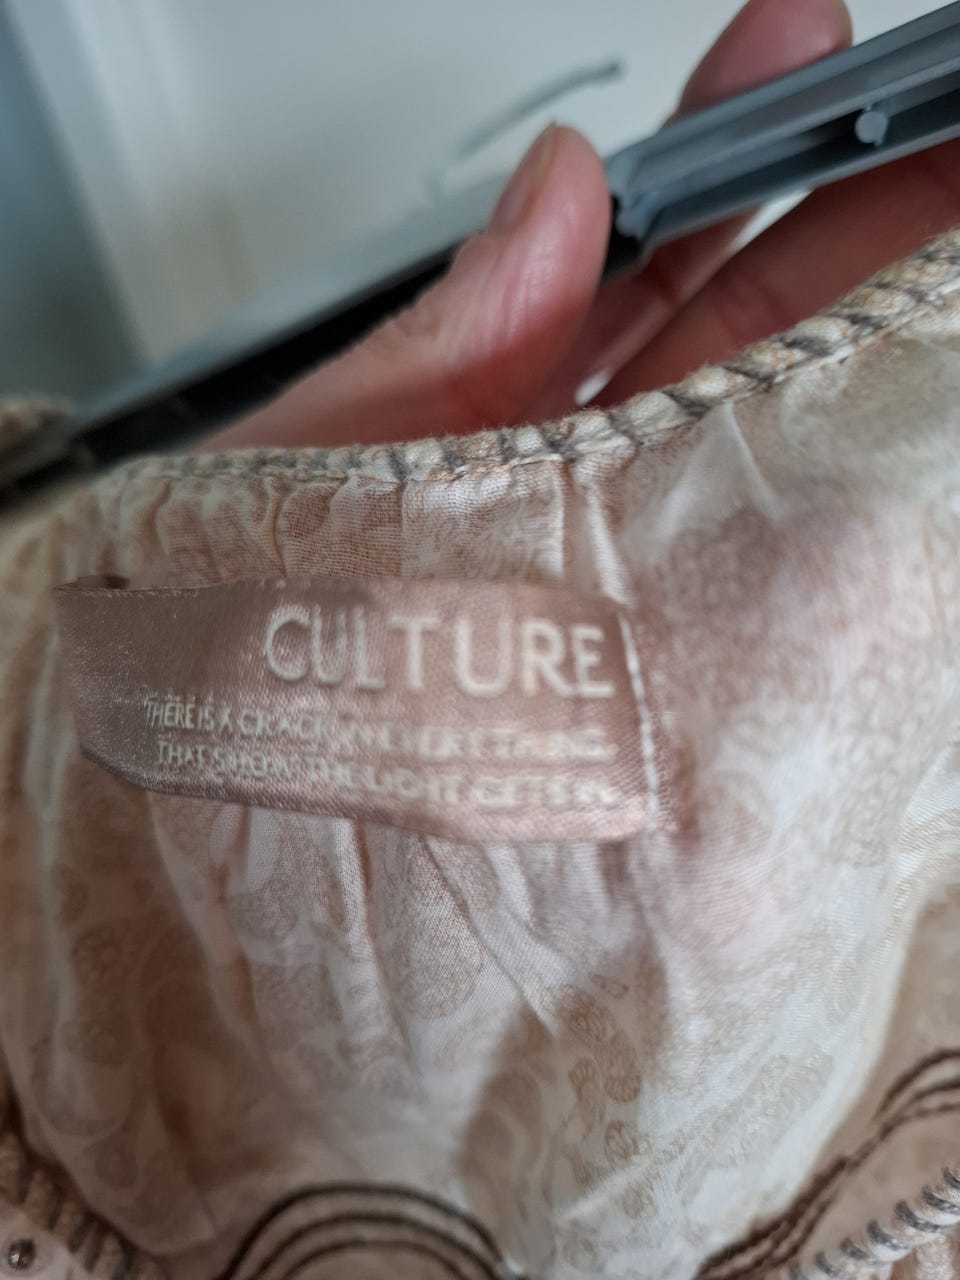 CULTURE
THERE IS A CRACK IN EVERYTHING.
THAT'S HOW THE LIGHT GETS IN